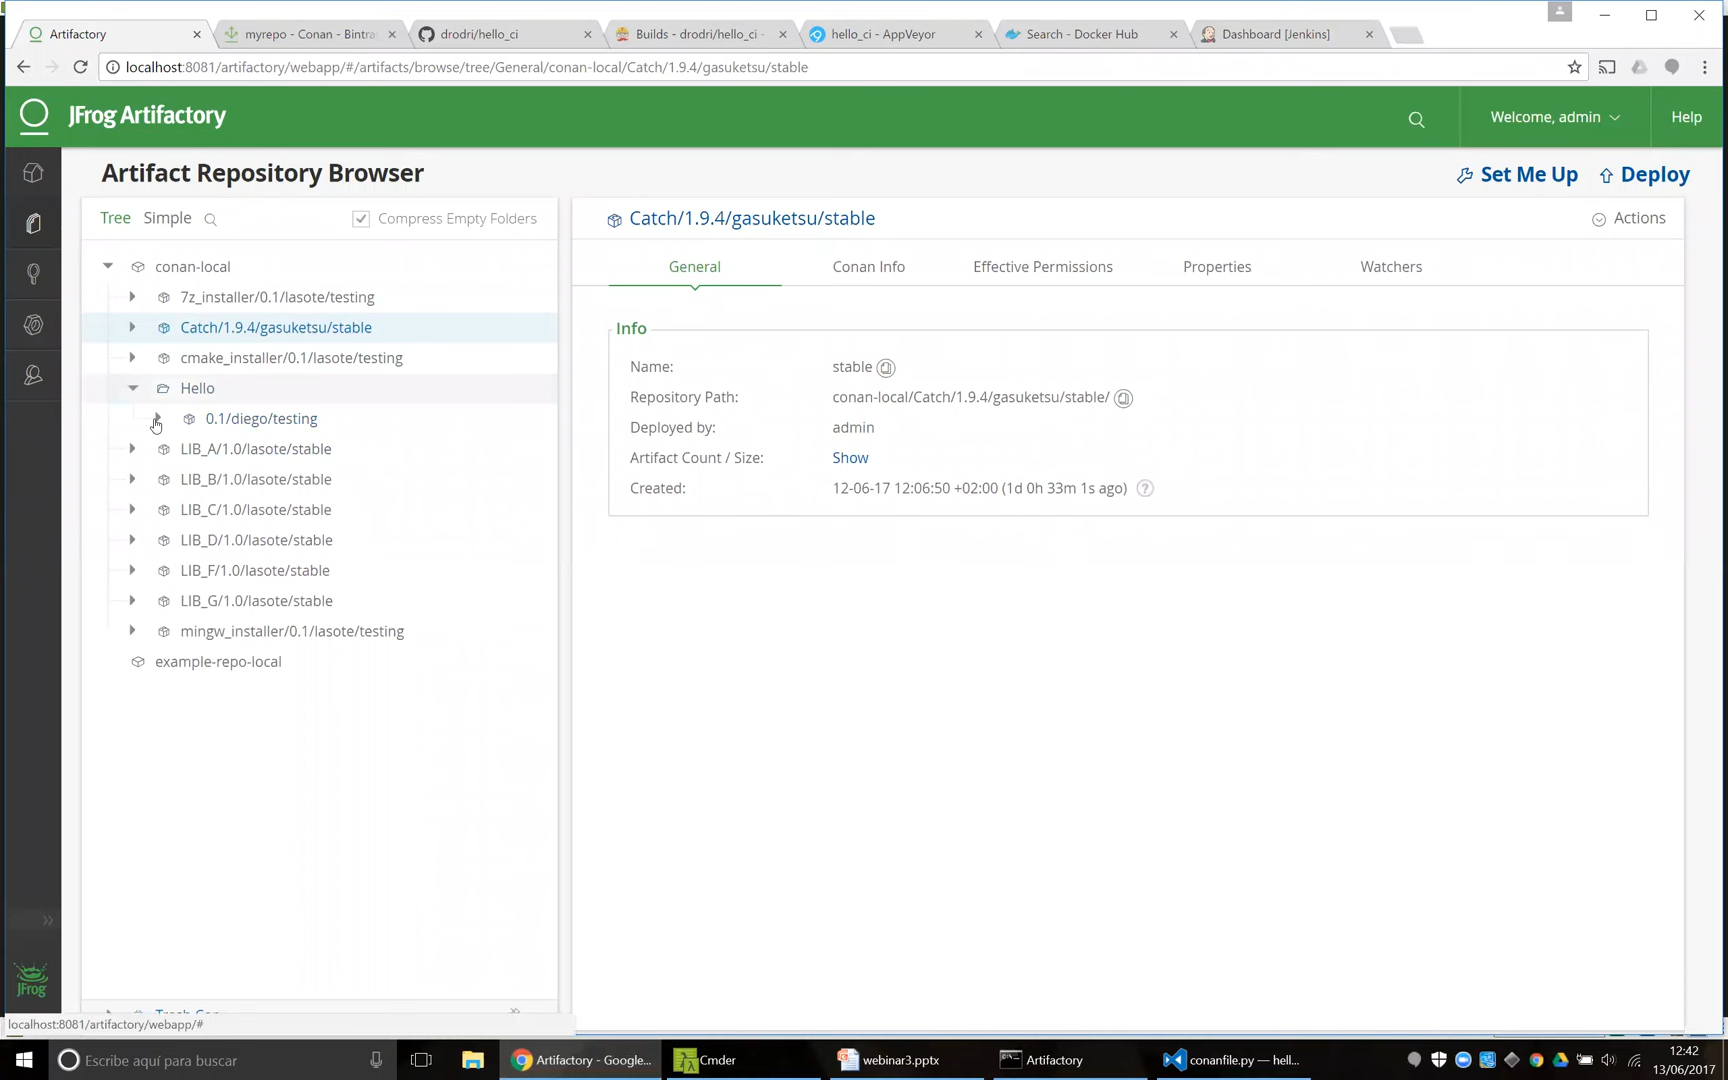 Artifactory
myrepo - Conan - Bintra
drodri/hello_ci
Builds - drodri/hello_ci -
hello_ci - AppVeyor
Search - Docker Hub
Dashboard [Jenkins]
localhost:8081/artifactory/webapp/#/artifacts/browse/tree/General/conan-local/Catch/1.9.4/gasuketsu/stable
JFrog Artifactory
Welcome, admin
Help
Artifact Repository Browser
Set Me Up
Deploy
Tree
Simple
Compress Empty Folders
conan-local
7z_installer/0.1/lasote/testing
Catch/1.9.4/gasuketsu/stable
cmake_installer/0.1/lasote/testing
Hello
0.1/diego/testing
LIB_A/1.0/lasote/stable
LIB_B/1.0/lasote/stable
LIB_C/1.0/lasote/stable
LIB_D/1.0/lasote/stable
LIB_F/1.0/lasote/stable
LIB_G/1.0/lasote/stable
mingw_installer/0.1/lasote/testing
example-repo-local
Catch/1.9.4/gasuketsu/stable
Actions
General
Conan Info
Effective Permissions
Properties
Watchers
Info
Name: stable
Repository Path: conan-local/Catch/1.9.4/gasuketsu/stable/
Deployed by: admin
Artifact Count / Size: Show
Created: 12-06-17 12:06:50 +02:00 (1d 0h 33m 1s ago)
JFrog
localhost:8081/artifactory/webapp/#
Escribe aquí para buscar
Artifactory - Google...
Cmder
webinar3.pptx
Artifactory
conanfile.py — hell...
12:42
13/06/2017